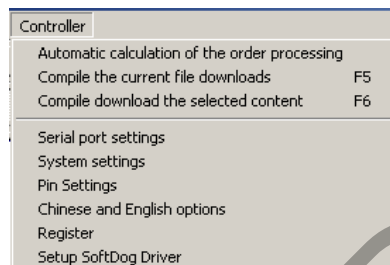 Controller
Automatic calculation of the order processing
Compile the current file downloads F5
Compile download the selected content F6
Serial port settings
System settings
Pin Settings
Chinese and English options
Register
Setup SoftDog Driver